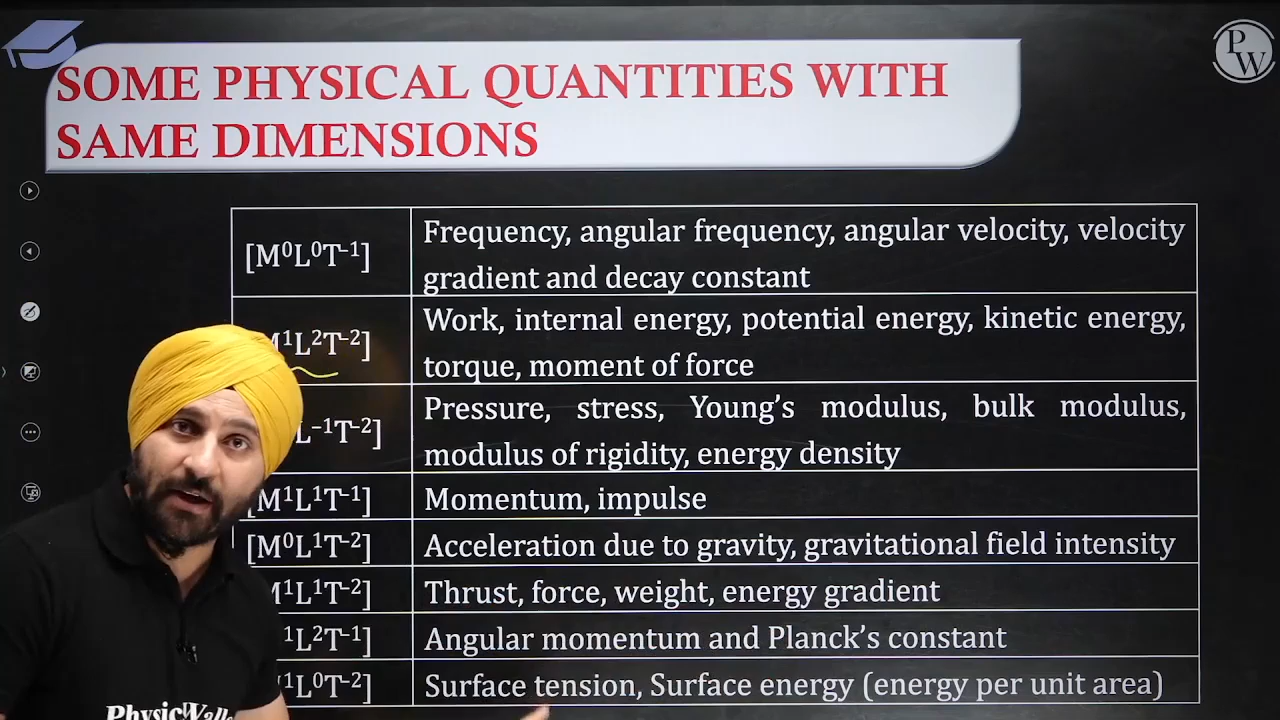 SOME PHYSICAL QUANTITIES WITH
SAME DIMENSIONS
PW
[M⁰L⁰T⁻¹]
Frequency, angular frequency, angular velocity, velocity
gradient and decay constant
L²T⁻²]
Work, internal energy, potential energy, kinetic energy,
torque, moment of force
L⁻¹T⁻²]
Pressure, stress, Young's modulus, bulk modulus,
modulus of rigidity, energy density
[M¹L¹T⁻¹]
Momentum, impulse
[M⁰L¹T⁻²]
Acceleration due to gravity, gravitational field intensity
¹L¹T⁻²]
Thrust, force, weight, energy gradient
¹L²T⁻¹]
Angular momentum and Planck's constant
¹L⁰T⁻²]
Surface tension, Surface energy (energy per unit area)